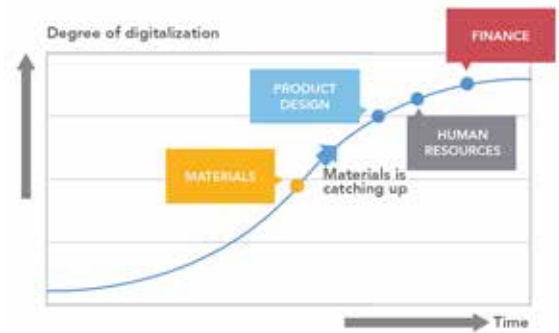 Degree of digitalization
FINANCE
PRODUCT
DESIGN
HUMAN
RESOURCES
MATERIALS
Materials is
catching up
Time